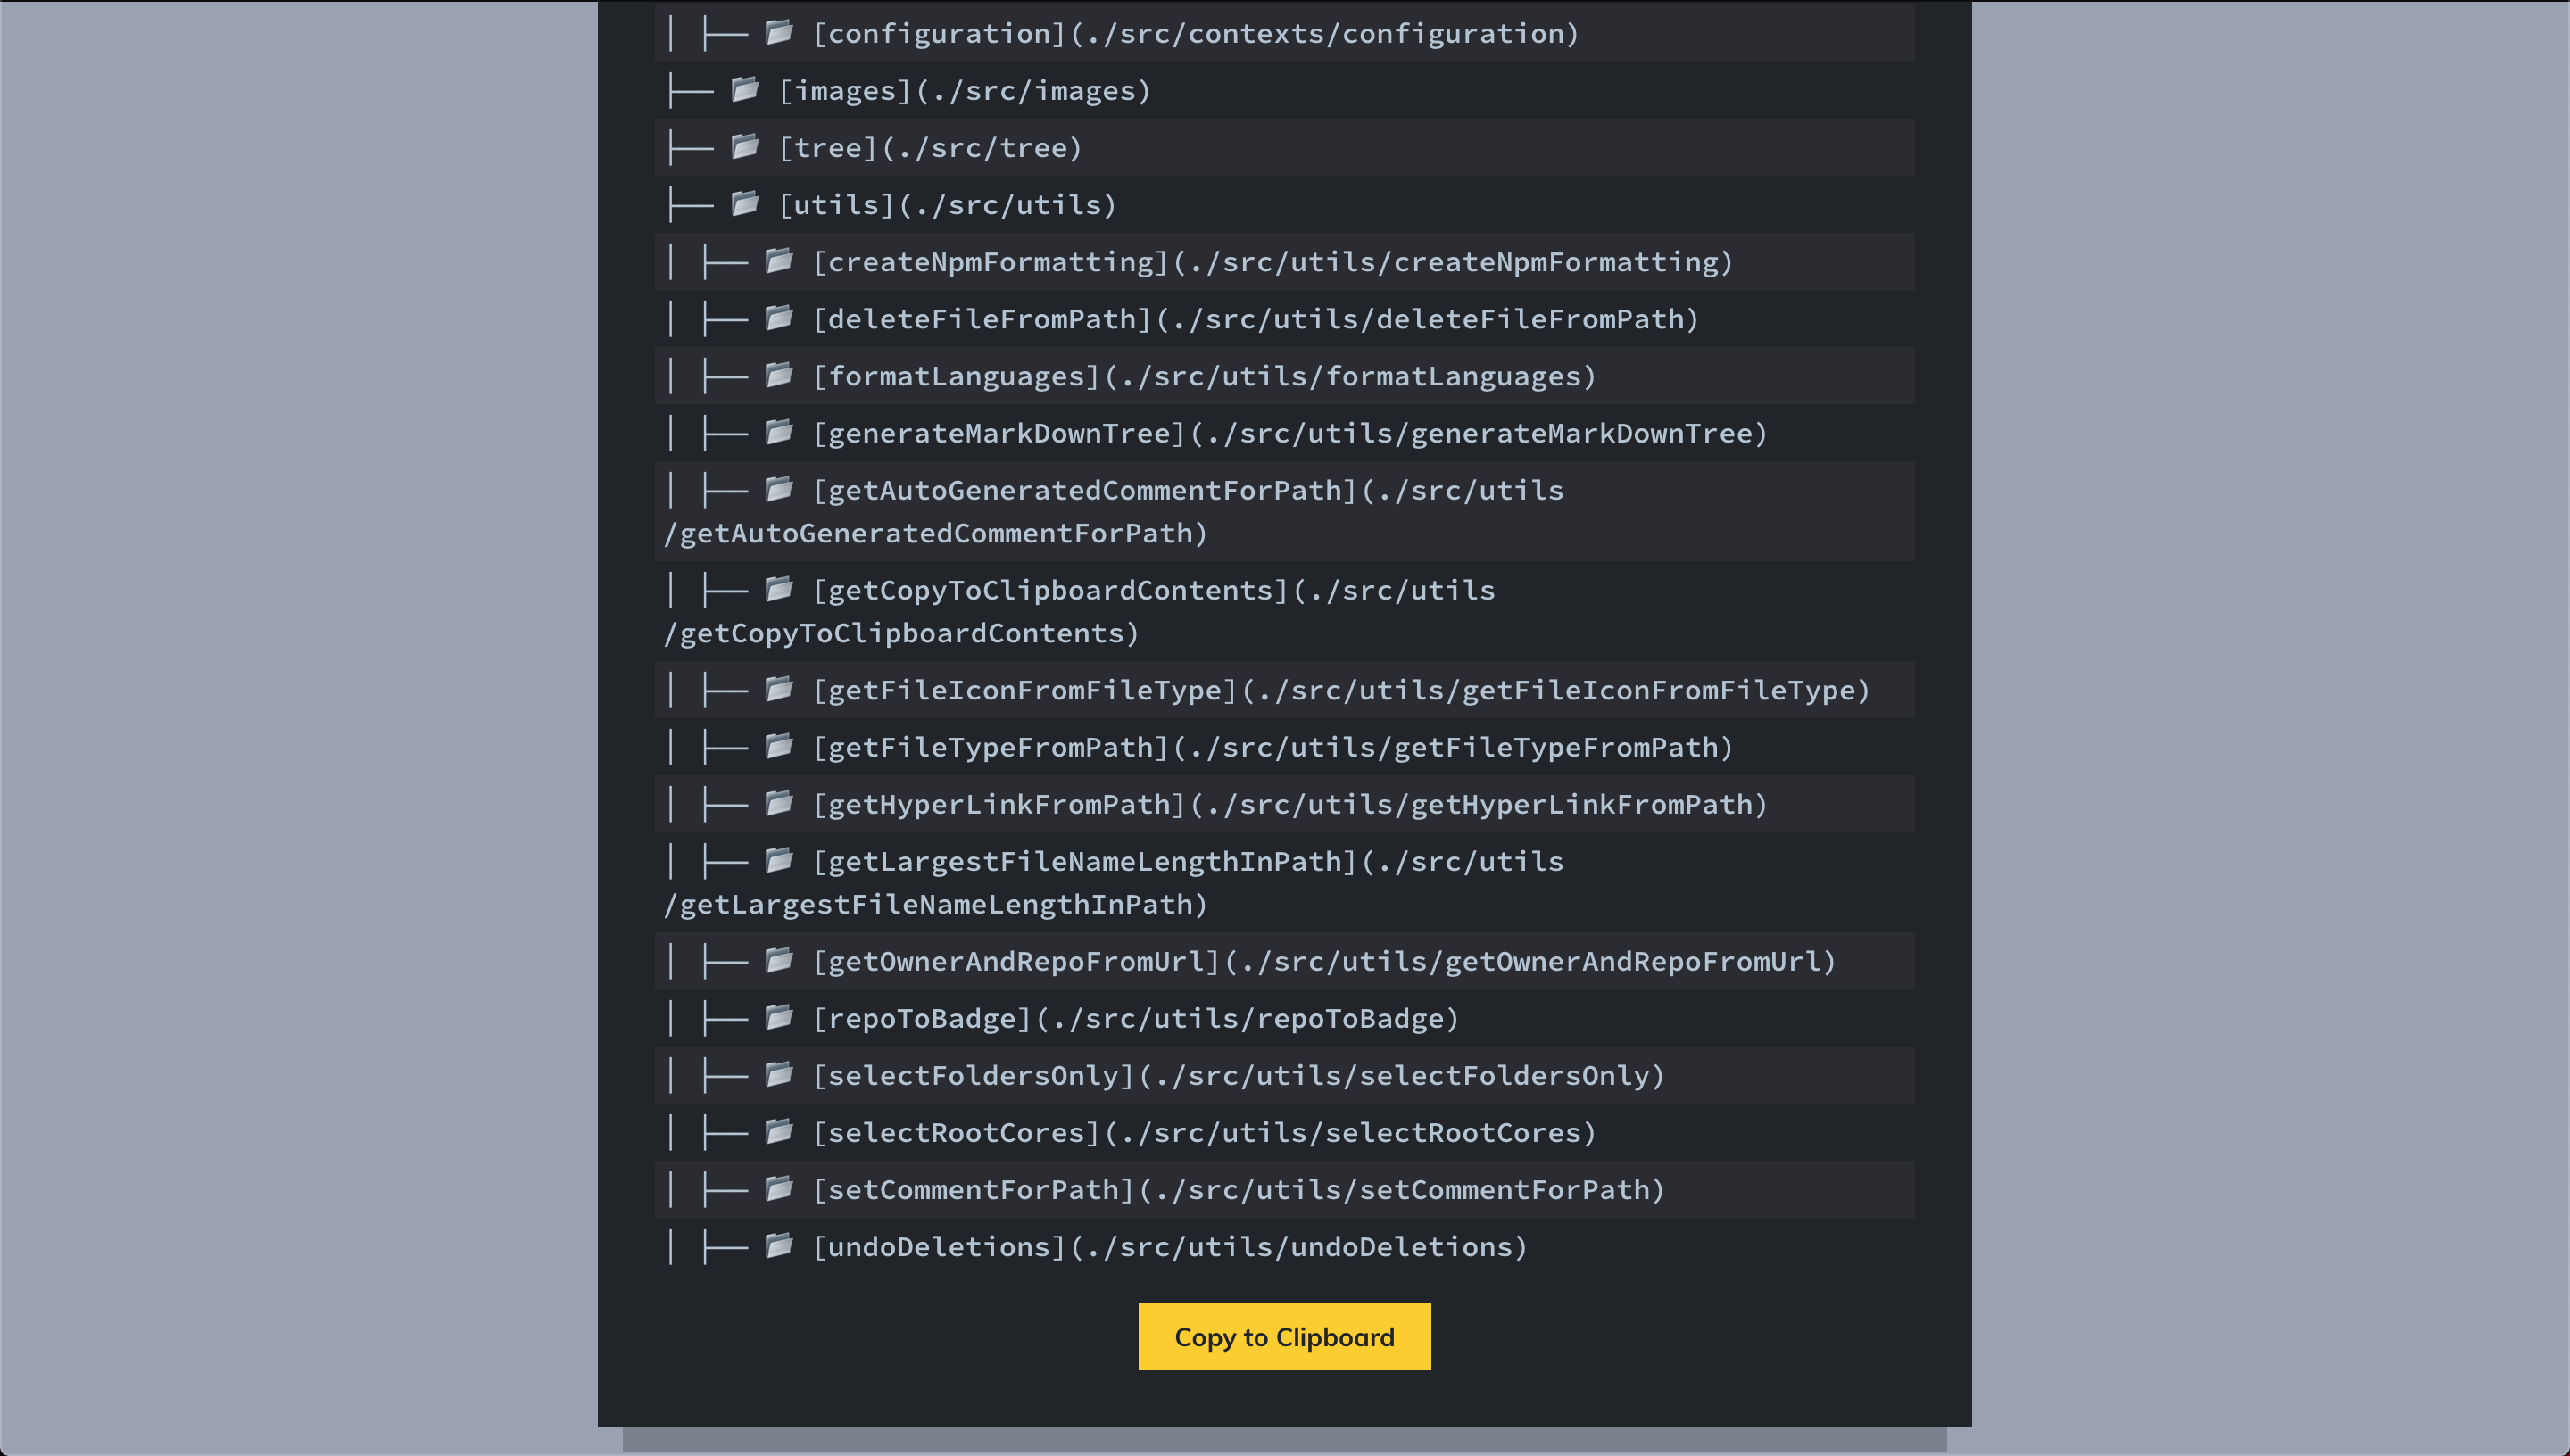 │ ├── 📂 [configuration](./src/contexts/configuration)
├── 📂 [images](./src/images)
├── 📂 [tree](./src/tree)
├── 📂 [utils](./src/utils)
│ ├── 📂 [createNpmFormatting](./src/utils/createNpmFormatting)
│ ├── 📂 [deleteFileFromPath](./src/utils/deleteFileFromPath)
│ ├── 📂 [formatLanguages](./src/utils/formatLanguages)
│ ├── 📂 [generateMarkDownTree](./src/utils/generateMarkDownTree)
│ ├── 📂 [getAutoGeneratedCommentForPath](./src/utils
/getAutoGeneratedCommentForPath)
│ ├── 📂 [getCopyToClipboardContents](./src/utils
/getCopyToClipboardContents)
│ ├── 📂 [getFileIconFromFileType](./src/utils/getFileIconFromFileType)
│ ├── 📂 [getFileTypeFromPath](./src/utils/getFileTypeFromPath)
│ ├── 📂 [getHyperLinkFromPath](./src/utils/getHyperLinkFromPath)
│ ├── 📂 [getLargestFileNameLengthInPath](./src/utils
/getLargestFileNameLengthInPath)
│ ├── 📂 [getOwnerAndRepoFromUrl](./src/utils/getOwnerAndRepoFromUrl)
│ ├── 📂 [repoToBadge](./src/utils/repoToBadge)
│ ├── 📂 [selectFoldersOnly](./src/utils/selectFoldersOnly)
│ ├── 📂 [selectRootCores](./src/utils/selectRootCores)
│ ├── 📂 [setCommentForPath](./src/utils/setCommentForPath)
│ ├── 📂 [undoDeletions](./src/utils/undoDeletions)
Copy to Clipboard